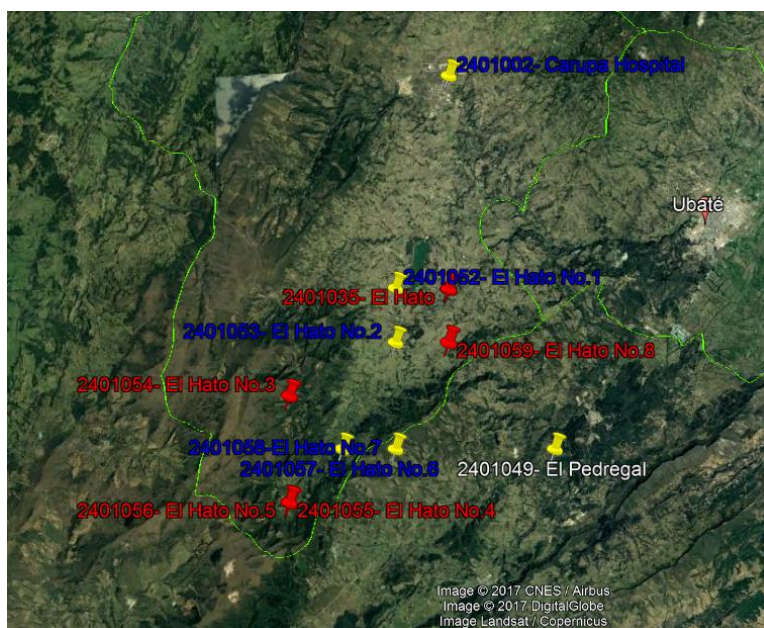 2401002- Carupa Hospital
Ubaté
2401052- El Hato No.1
2401035- El Hato
2401053- El Hato No.2
2401059- El Hato No.8
2401054- El Hato No.3
2401058-El Hato No.7
2401057- El Hato No.6
2401049- El Pedregal
2401056- El Hato No.5
2401055- El Hato No.4
Image © 2017 CNES / Airbus
Image © 2017 DigitalGlobe
Image Landsat / Copernicus